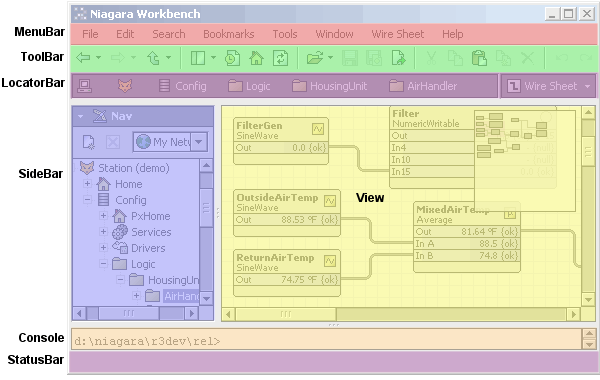 Niagara Workbench
MenuBar
File Edit Search Bookmarks Tools Window Wire Sheet
ToolBar
LocatorBar
Config Logic HousingUnit AirHandler Wire Sheet
SideBar
Nav
My Netw
Station (demo)
Home
Config
PxHome
Services
Drivers
Logic
HousingUn
AirHandl
View
FilterGen
SineWave
Out 0.0 {ok}
Filter
NumericWritable
Out
In4
In10
In15
OutsideAirTemp
SineWave
Out 88.53 ºF {ok}
MixedAirTemp
Average
Out 81.64 ºF {ok}
In A 88.5 {ok}
In B 74.8 {ok}
ReturnAirTemp
SineWave
Out 74.75 ºF {ok}
Console
d:\niagara\r3dev\rel>
StatusBar